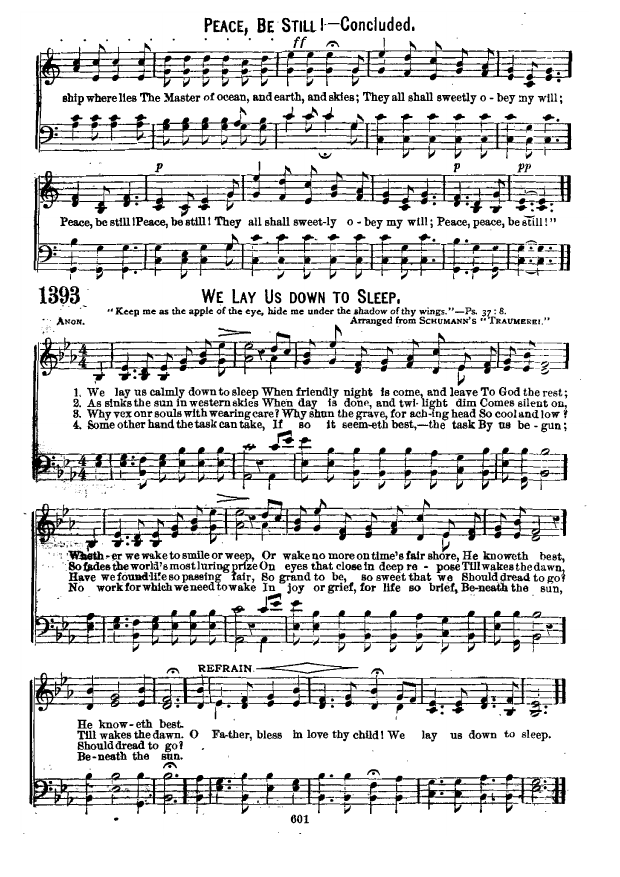 PEACE, BE STILL!—Concluded.
ff
ship where lies The Master of ocean, and earth, and skies; They all shall sweetly o - bey my will;
p p pp
Peace, be still! Peace, be still! They all shall sweet-ly o - bey my will; Peace, peace, be still!"
1393
WE LAY US DOWN TO SLEEP.
"Keep me as the apple of the eye, hide me under the shadow of thy wings."—Ps. 37 : 8.
ANON. Arranged from SCHUMANN'S "TRAUMEREI."
1. We lay us calmly down to sleep When friendly night is come, and leave To God the rest;
2. As sinks the sun in western skies When day is done, and twi- light dim Comes silent on,
3. Why vex onr souls with wearing care? Why shun the grave, for ach-ing head So cool and low?
4. Some other hand the task can take, If so it seem-eth best,—the task By us be - gun;
Wheth - er we wake to smile or weep, Or wake no more on time's fair shore, He knoweth best,
So fades the world's most luring prize On eyes that close in deep re - pose Till wakes the dawn,
Have we found life so passing fair, So grand to be, so sweet that we Should dread to go?
No work for which we need to wake In joy or grief, for life so brief, Be-neath the sun,
REFRAIN.
He know-eth best.
Till wakes the dawn. O Fa-ther, bless in love thy child! We lay us down to sleep.
Should dread to go?
Be-neath the sun.
601